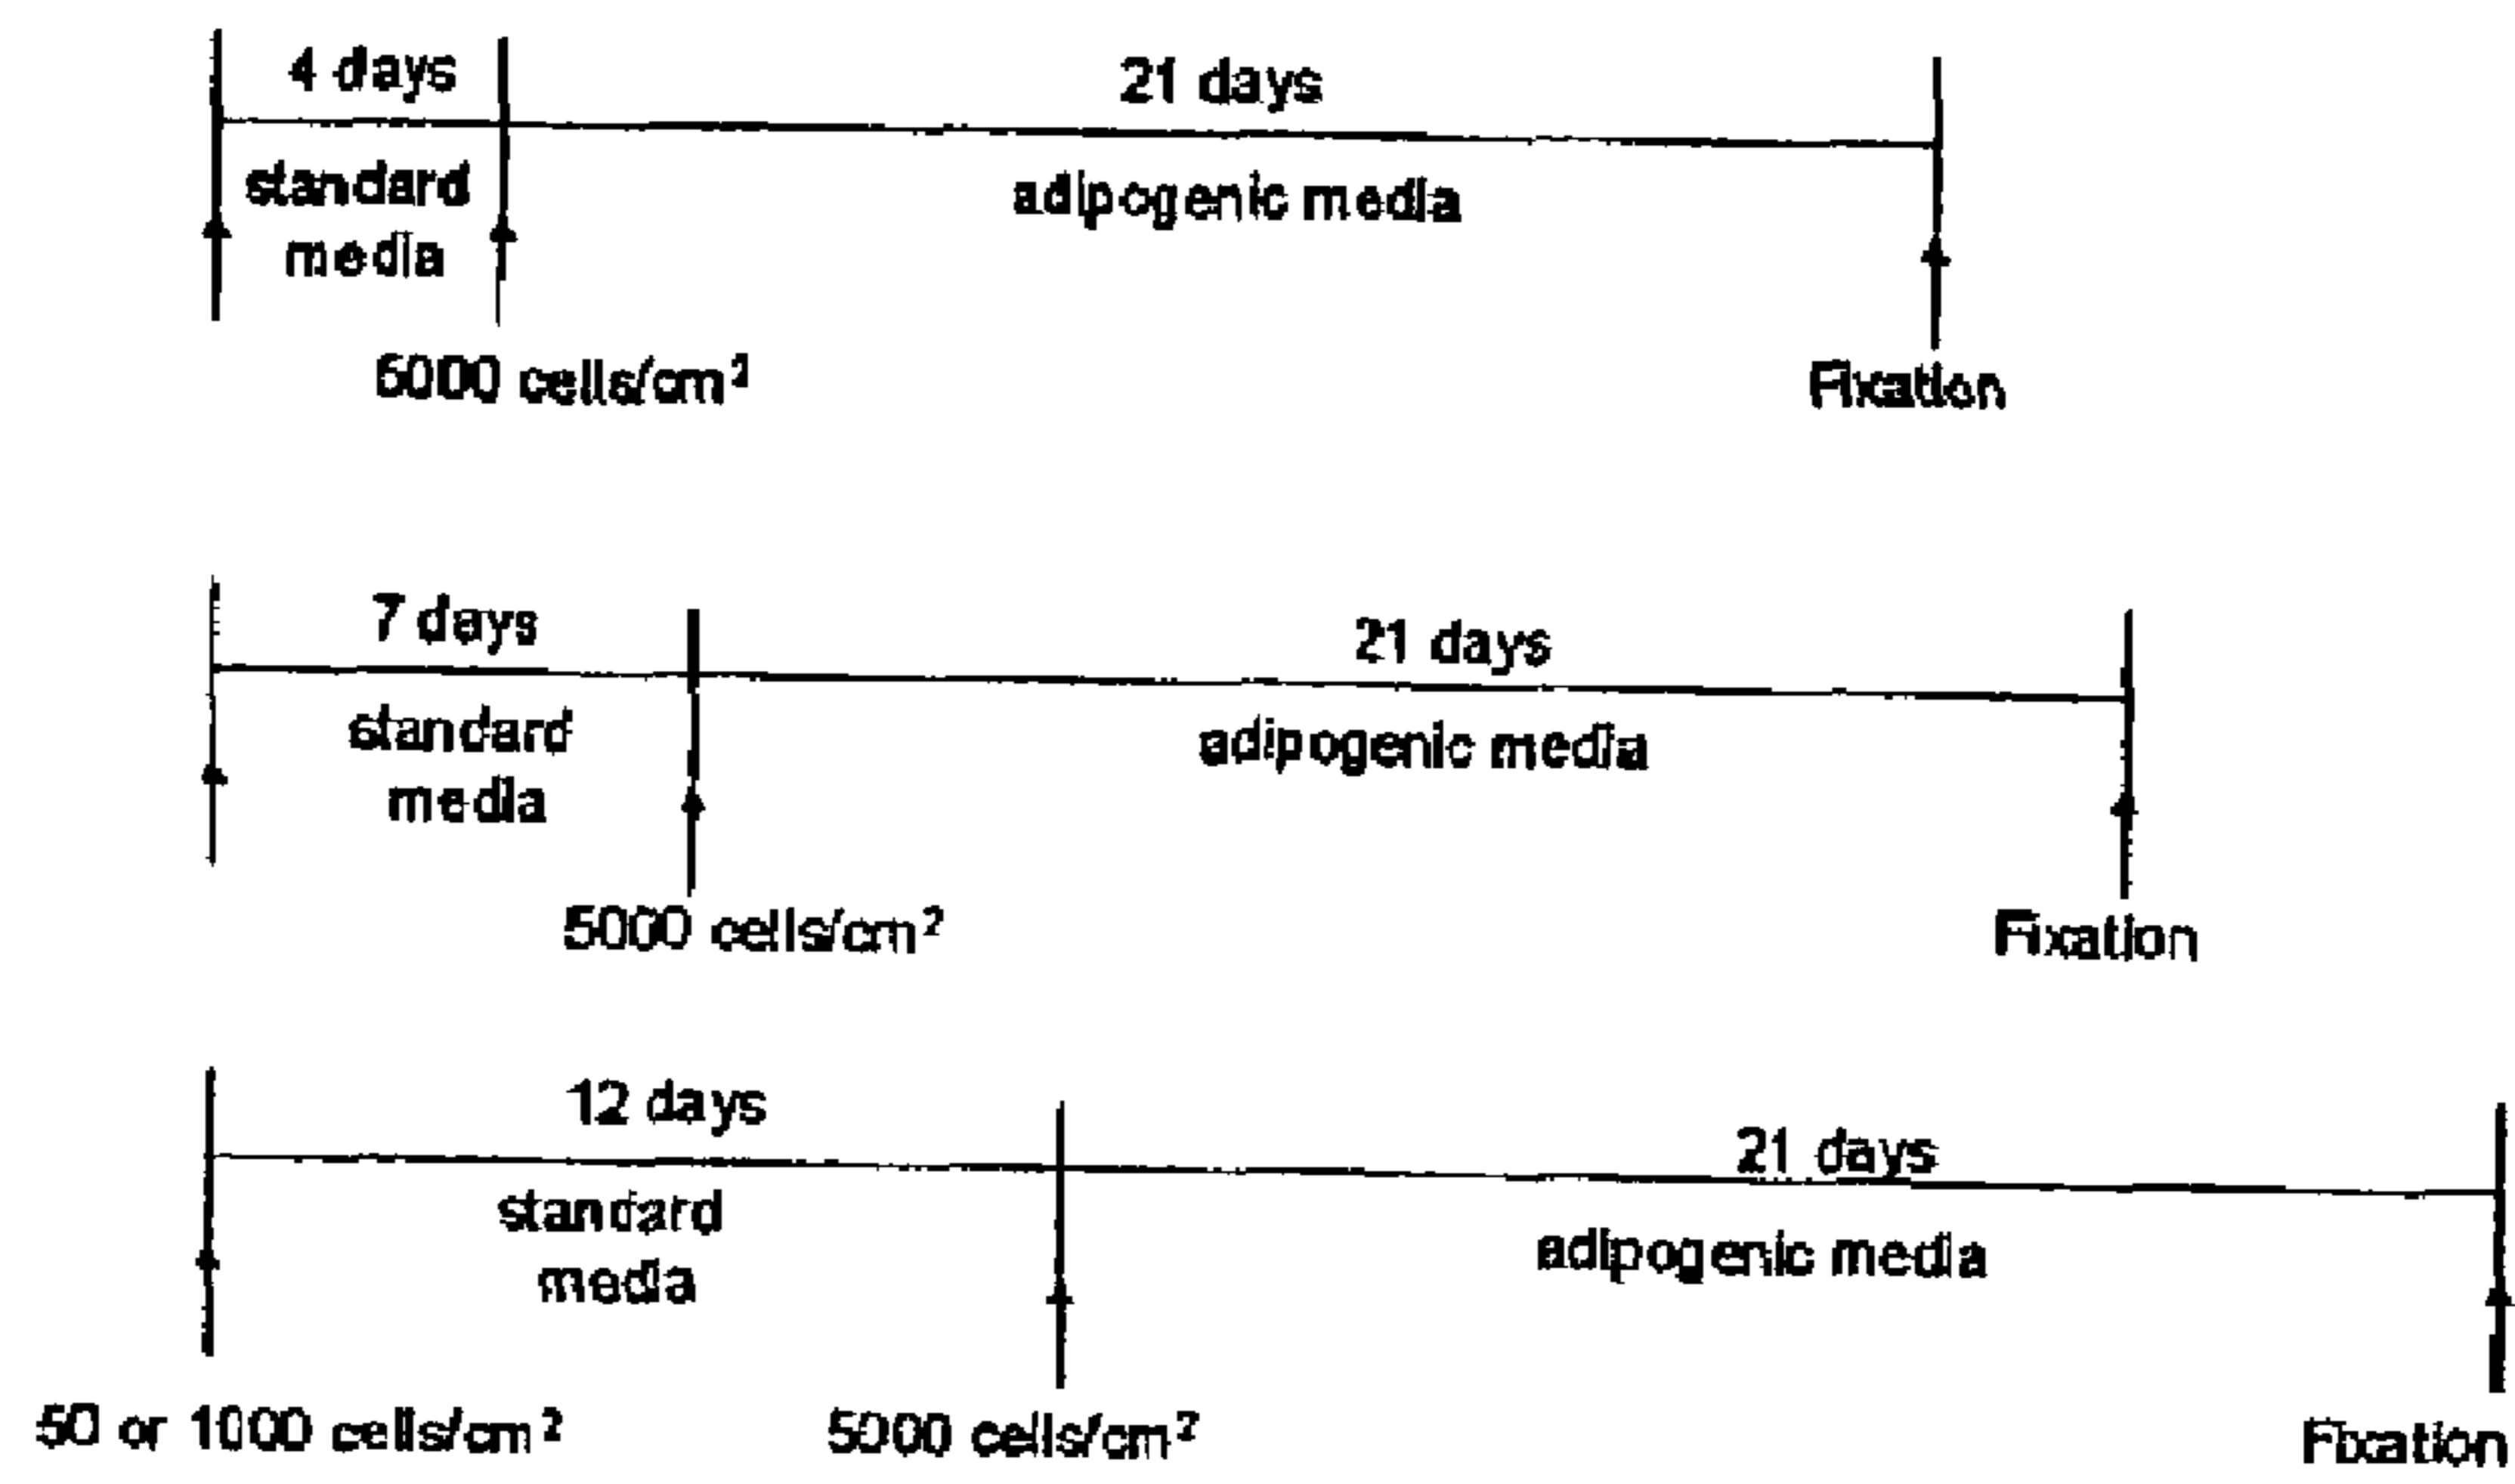 4 days
21 days
standard
media
adipogenic media
5000 cells/cm²
Fixation
7 days
21 days
standard
media
adipogenic media
5000 cells/cm²
Fixation
12 days
21 days
standard
media
adipogenic media
50 or 1000 cells/cm²
5000 cells/cm²
Fixation